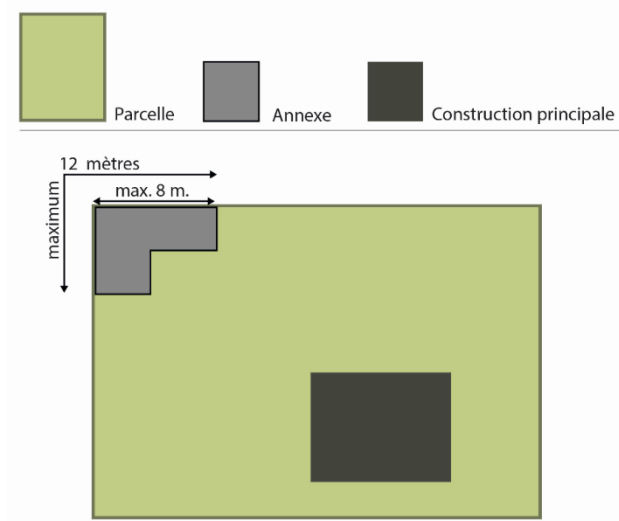 Parcelle
Annexe
Construction principale
12 mètres
max. 8 m.
maximum